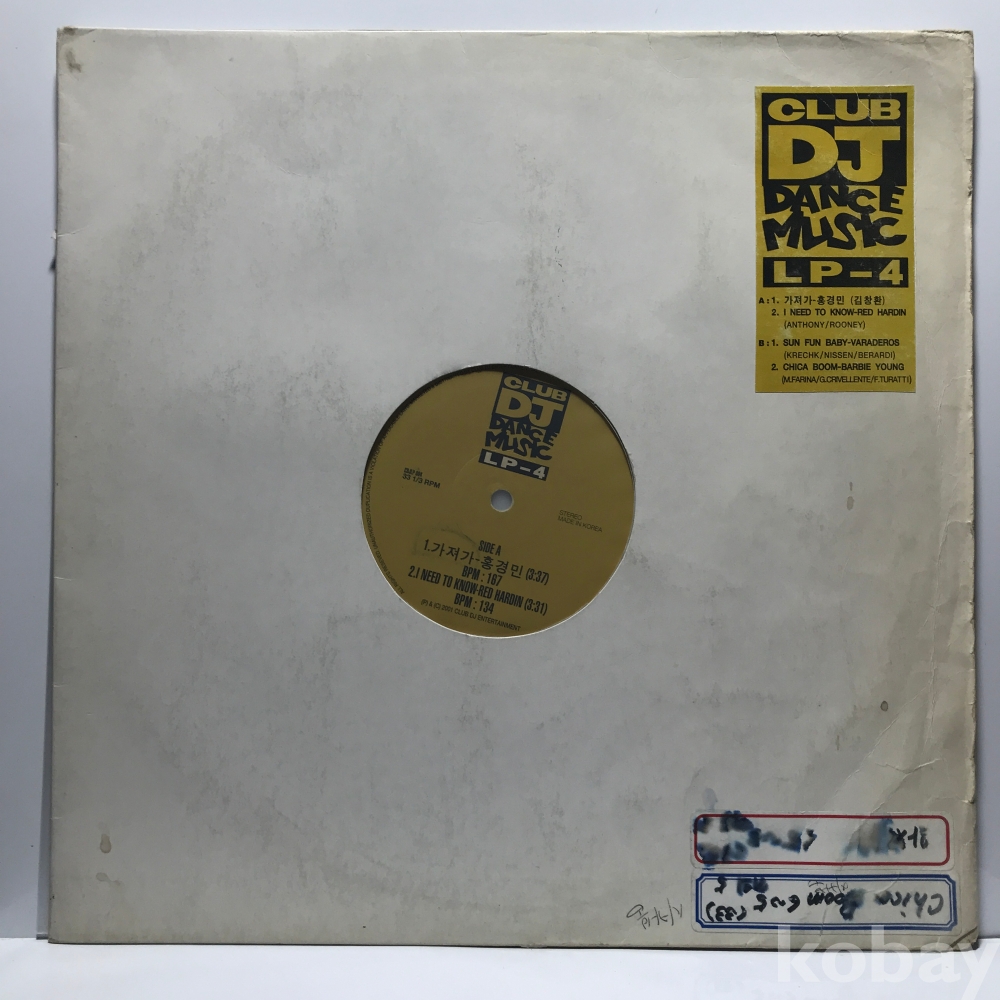 CLUB
DJ
DANCE
MUSIC
LP-4
A : 1. 가져가-홍경민 (김창환)
2. I NEED TO KNOW-RED HARDIN
(ANTHONY/ROONEY)
B : 1. SUN FUN BABY-VARADEROS
(KRECHK/NISSEN/BERARDI)
2. CHICA BOOM-BARBIE YOUNG
(M.FARINA/G.CRIVELLENTE/F.TURATTI)
CLUB
DJ
DANCE
MUSIC
LP-4
33 1/3 RPM
STEREO
MADE IN KOREA
SIDE A
1.가져가-홍경민 (3:37)
BPM : 167
2.I NEED TO KNOW-RED HARDIN (3:31)
BPM : 134
(P) & (C) 2001 CLUB DJ ENTERTAINMENT
Chica Boom
(33)
kobay